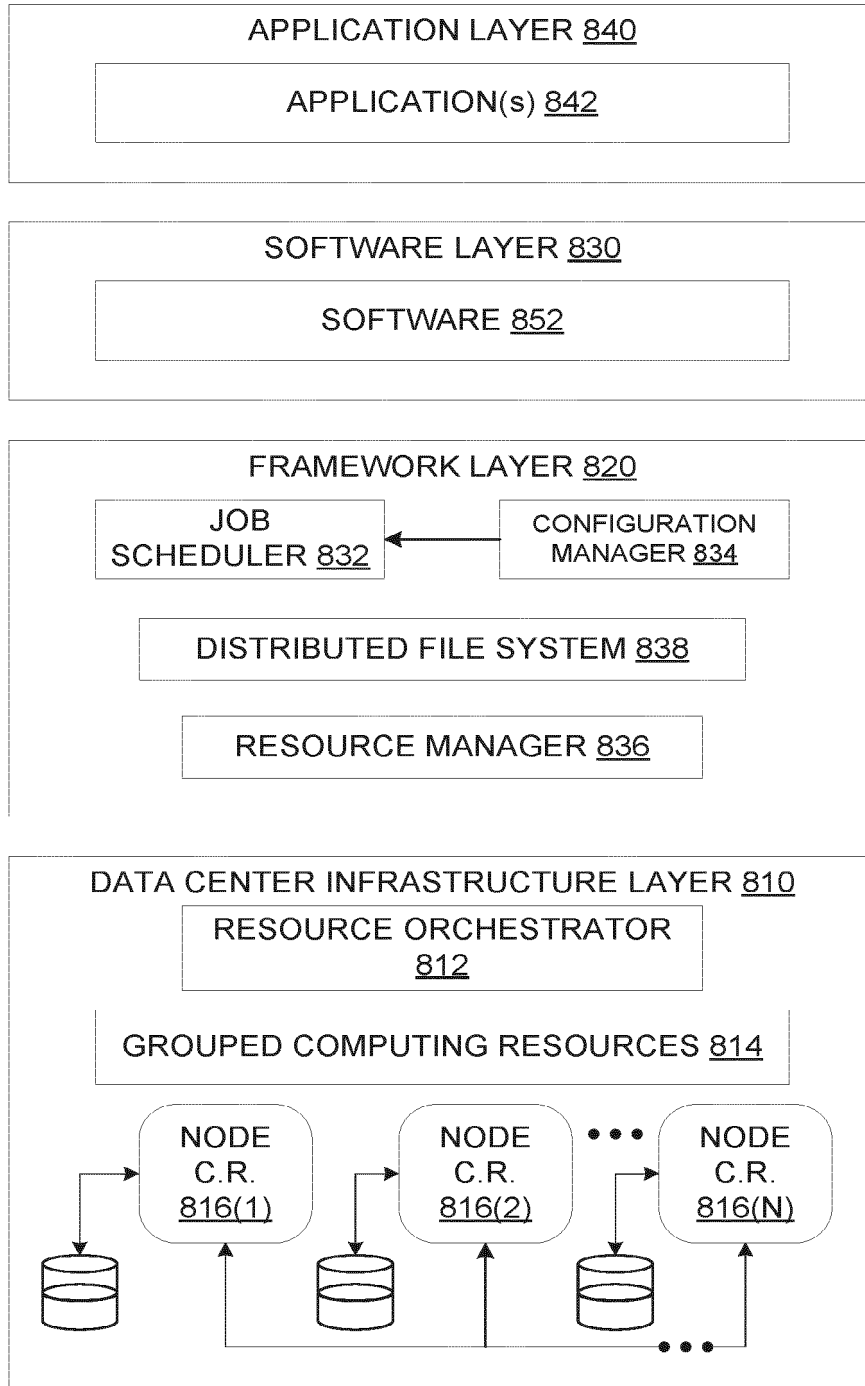 APPLICATION LAYER 840
APPLICATION(s) 842
SOFTWARE LAYER 830
SOFTWARE 852
FRAMEWORK LAYER 820
JOB
SCHEDULER 832
CONFIGURATION
MANAGER 834
DISTRIBUTED FILE SYSTEM 838
RESOURCE MANAGER 836
DATA CENTER INFRASTRUCTURE LAYER 810
RESOURCE ORCHESTRATOR
812
GROUPED COMPUTING RESOURCES 814
NODE
C.R.
816(1)
NODE
C.R.
816(2)
NODE
C.R.
816(N)